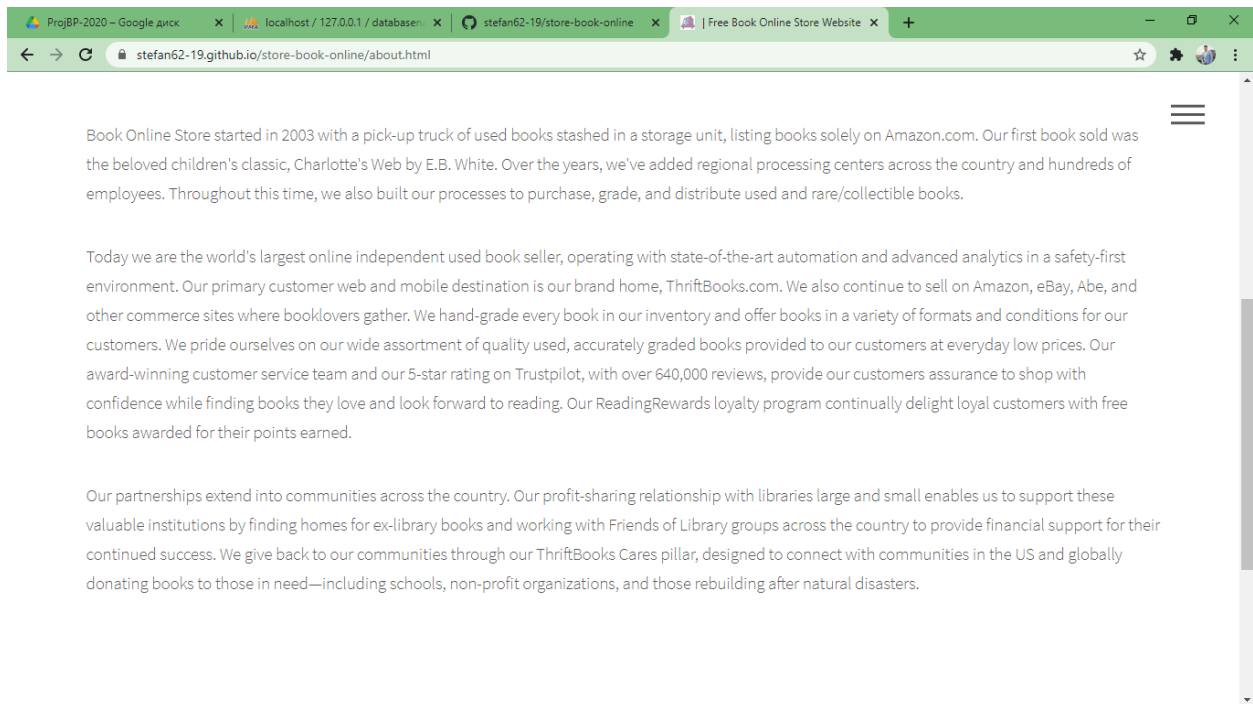 ProjBP-2020 – Google диск
localhost / 127.0.0.1 / databasen
stefan62-19/store-book-online
| Free Book Online Store Website
stefan62-19.github.io/store-book-online/about.html
Book Online Store started in 2003 with a pick-up truck of used books stashed in a storage unit, listing books solely on Amazon.com. Our first book sold was
the beloved children's classic, Charlotte's Web by E.B. White. Over the years, we've added regional processing centers across the country and hundreds of
employees. Throughout this time, we also built our processes to purchase, grade, and distribute used and rare/collectible books.
Today we are the world's largest online independent used book seller, operating with state-of-the-art automation and advanced analytics in a safety-first
environment. Our primary customer web and mobile destination is our brand home, ThriftBooks.com. We also continue to sell on Amazon, eBay, Abe, and
other commerce sites where booklovers gather. We hand-grade every book in our inventory and offer books in a variety of formats and conditions for our
customers. We pride ourselves on our wide assortment of quality used, accurately graded books provided to our customers at everyday low prices. Our
award-winning customer service team and our 5-star rating on Trustpilot, with over 640,000 reviews, provide our customers assurance to shop with
confidence while finding books they love and look forward to reading. Our ReadingRewards loyalty program continually delight loyal customers with free
books awarded for their points earned.
Our partnerships extend into communities across the country. Our profit-sharing relationship with libraries large and small enables us to support these
valuable institutions by finding homes for ex-library books and working with Friends of Library groups across the country to provide financial support for their
continued success. We give back to our communities through our ThriftBooks Cares pillar, designed to connect with communities in the US and globally
donating books to those in need—including schools, non-profit organizations, and those rebuilding after natural disasters.